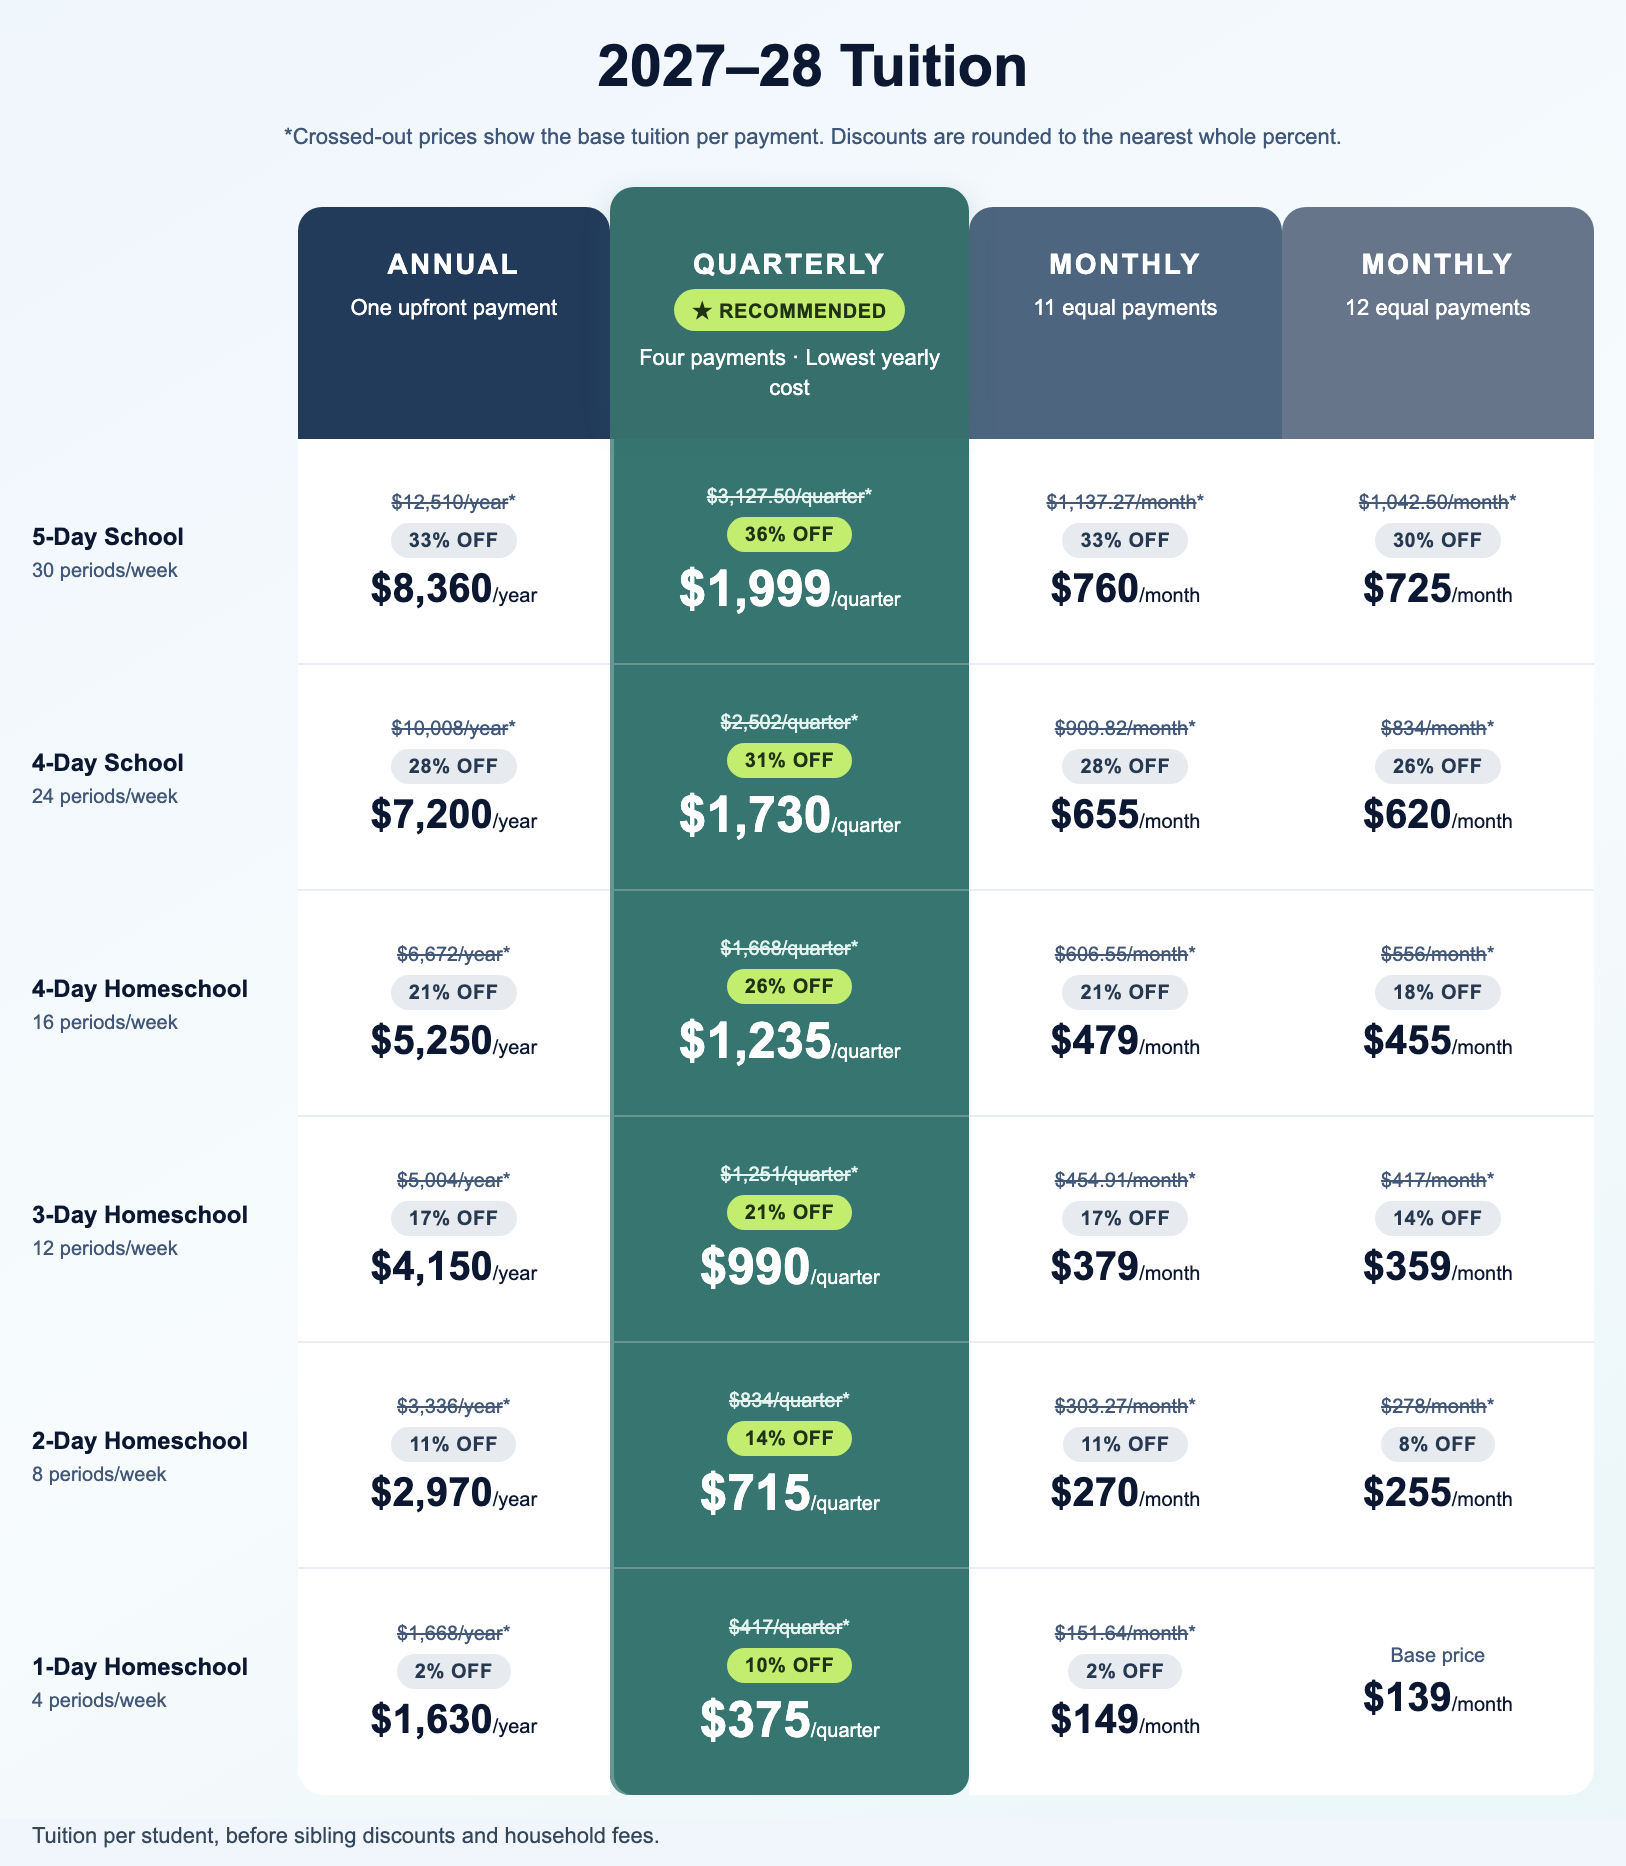 2027–28 Tuition
*Crossed-out prices show the base tuition per payment. Discounts are rounded to the nearest whole percent.
ANNUAL
One upfront payment
QUARTERLY
★ RECOMMENDED
Four payments · Lowest yearly
cost
MONTHLY
11 equal payments
MONTHLY
12 equal payments
5-Day School
30 periods/week
$12,510/year*
33% OFF
$8,360/year
$3,127.50/quarter*
36% OFF
$1,999/quarter
$1,137.27/month*
33% OFF
$760/month
$1,042.50/month*
30% OFF
$725/month
4-Day School
24 periods/week
$10,008/year*
28% OFF
$7,200/year
$2,502/quarter*
31% OFF
$1,730/quarter
$909.82/month*
28% OFF
$655/month
$834/month*
26% OFF
$620/month
4-Day Homeschool
16 periods/week
$6,672/year*
21% OFF
$5,250/year
$1,668/quarter*
26% OFF
$1,235/quarter
$606.55/month*
21% OFF
$479/month
$556/month*
18% OFF
$455/month
3-Day Homeschool
12 periods/week
$5,004/year*
17% OFF
$4,150/year
$1,251/quarter*
21% OFF
$990/quarter
$454.91/month*
17% OFF
$379/month
$417/month*
14% OFF
$359/month
2-Day Homeschool
8 periods/week
$3,336/year*
11% OFF
$2,970/year
$834/quarter*
14% OFF
$715/quarter
$303.27/month*
11% OFF
$270/month
$278/month*
8% OFF
$255/month
1-Day Homeschool
4 periods/week
$1,668/year*
2% OFF
$1,630/year
$417/quarter*
10% OFF
$375/quarter
$151.64/month*
2% OFF
$149/month
Base price
$139/month
Tuition per student, before sibling discounts and household fees.